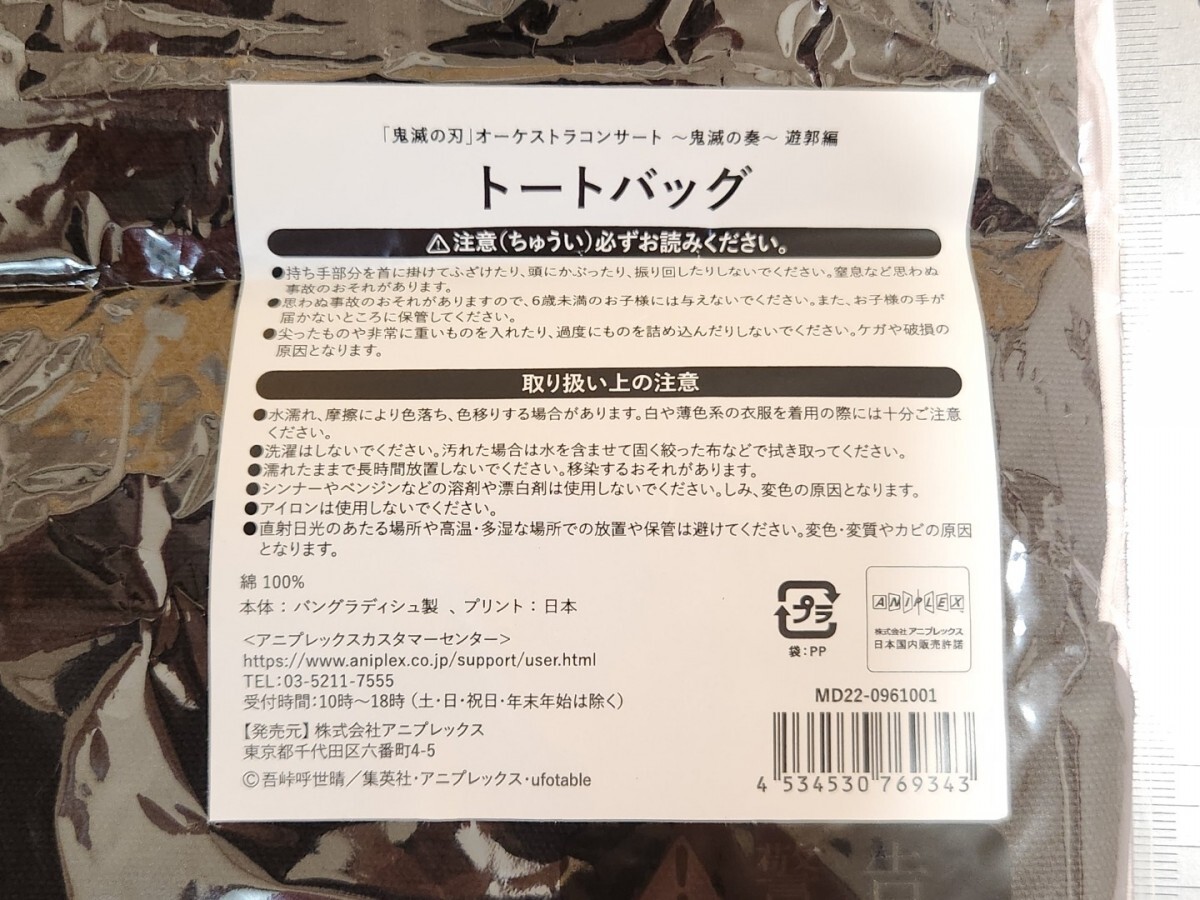 「鬼滅の刃」オーケストラコンサート ～鬼滅の奏～ 遊郭編
トートバッグ
⚠注意(ちゅうい)必ずお読みください。
●持ち手部分を首に掛けてふざけたり、頭にかぶったり、振り回したりしないでください。窒息など思わぬ
事故のおそれがあります。
●思わぬ事故のおそれがありますので、6歳未満のお子様には与えないでください。また、お子様の手が
届かないところに保管してください。
●尖ったものや非常に重いものを入れたり、過度にものを詰め込んだりしないでください。ケガや破損の
原因となります。
取り扱い上の注意
●水濡れ、摩擦により色落ち、色移りする場合があります。白や薄色系の衣服を着用の際には十分ご注意
ください。
●洗濯はしないでください。汚れた場合は水を含ませて固く絞った布などで拭き取ってください。
●濡れたままで長時間放置しないでください。移染するおそれがあります。
●シンナーやベンジンなどの溶剤や漂白剤は使用しないでください。しみ、変色の原因となります。
●アイロンは使用しないでください。
●直射日光のあたる場所や高温・多湿な場所での放置や保管は避けてください。変色・変質やカビの原因
となります。
綿 100%
本体：バングラディシュ製 、プリント：日本
<アニプレックスカスタマーセンター>
https://www.aniplex.co.jp/support/user.html
TEL:03-5211-7555
受付時間:10時～18時（土・日・祝日・年末年始は除く）
【発売元】株式会社アニプレックス
東京都千代田区六番町4-5
©吾峠呼世晴／集英社・アニプレックス・ufotable
プラ
袋：PP
ANIPLEX
株式会社 アニプレックス
日本国内販売許諾
MD22-0961001
4 534530 769343
警告